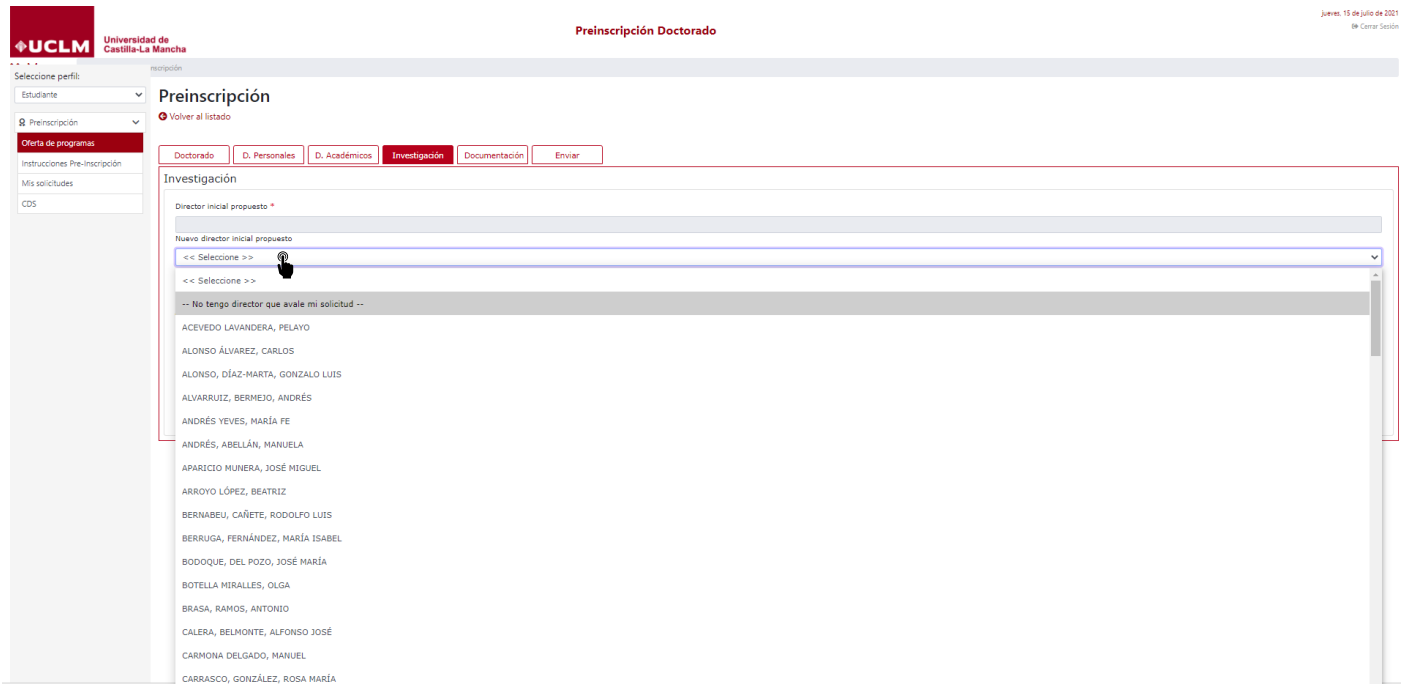 jueves, 15 de julio de 2021
Cerrar Sesión
Preinscripción Doctorado
UCLM
Universidad de
Castilla-La Mancha
nscripción
Seleccione perfil:
Estudiante
Preinscripción
Oferta de programas
Instrucciones Pre-Inscripción
Mis solicitudes
CDS
Preinscripción
Volver al listado
Doctorado D. Personales D. Académicos Investigación Documentación Enviar
Investigación
Director inicial propuesto *
Nuevo director inicial propuesto
<< Seleccione >>
<< Seleccione >>
-- No tengo director que avale mi solicitud --
ACEVEDO LAVANDERA, PELAYO
ALONSO ÁLVAREZ, CARLOS
ALONSO, DÍAZ-MARTA, GONZALO LUIS
ALVARRUIZ, BERMEJO, ANDRÉS
ANDRÉS YEVES, MARÍA FE
ANDRÉS, ABELLÁN, MANUELA
APARICIO MUNERA, JOSÉ MIGUEL
ARROYO LÓPEZ, BEATRIZ
BERNABEU, CAÑETE, RODOLFO LUIS
BERRUGA, FERNÁNDEZ, MARÍA ISABEL
BODOQUE, DEL POZO, JOSÉ MARÍA
BOTELLA MIRALLES, OLGA
BRASA, RAMOS, ANTONIO
CALERA, BELMONTE, ALFONSO JOSÉ
CARMONA DELGADO, MANUEL
CARRASCO, GONZÁLEZ, ROSA MARÍA